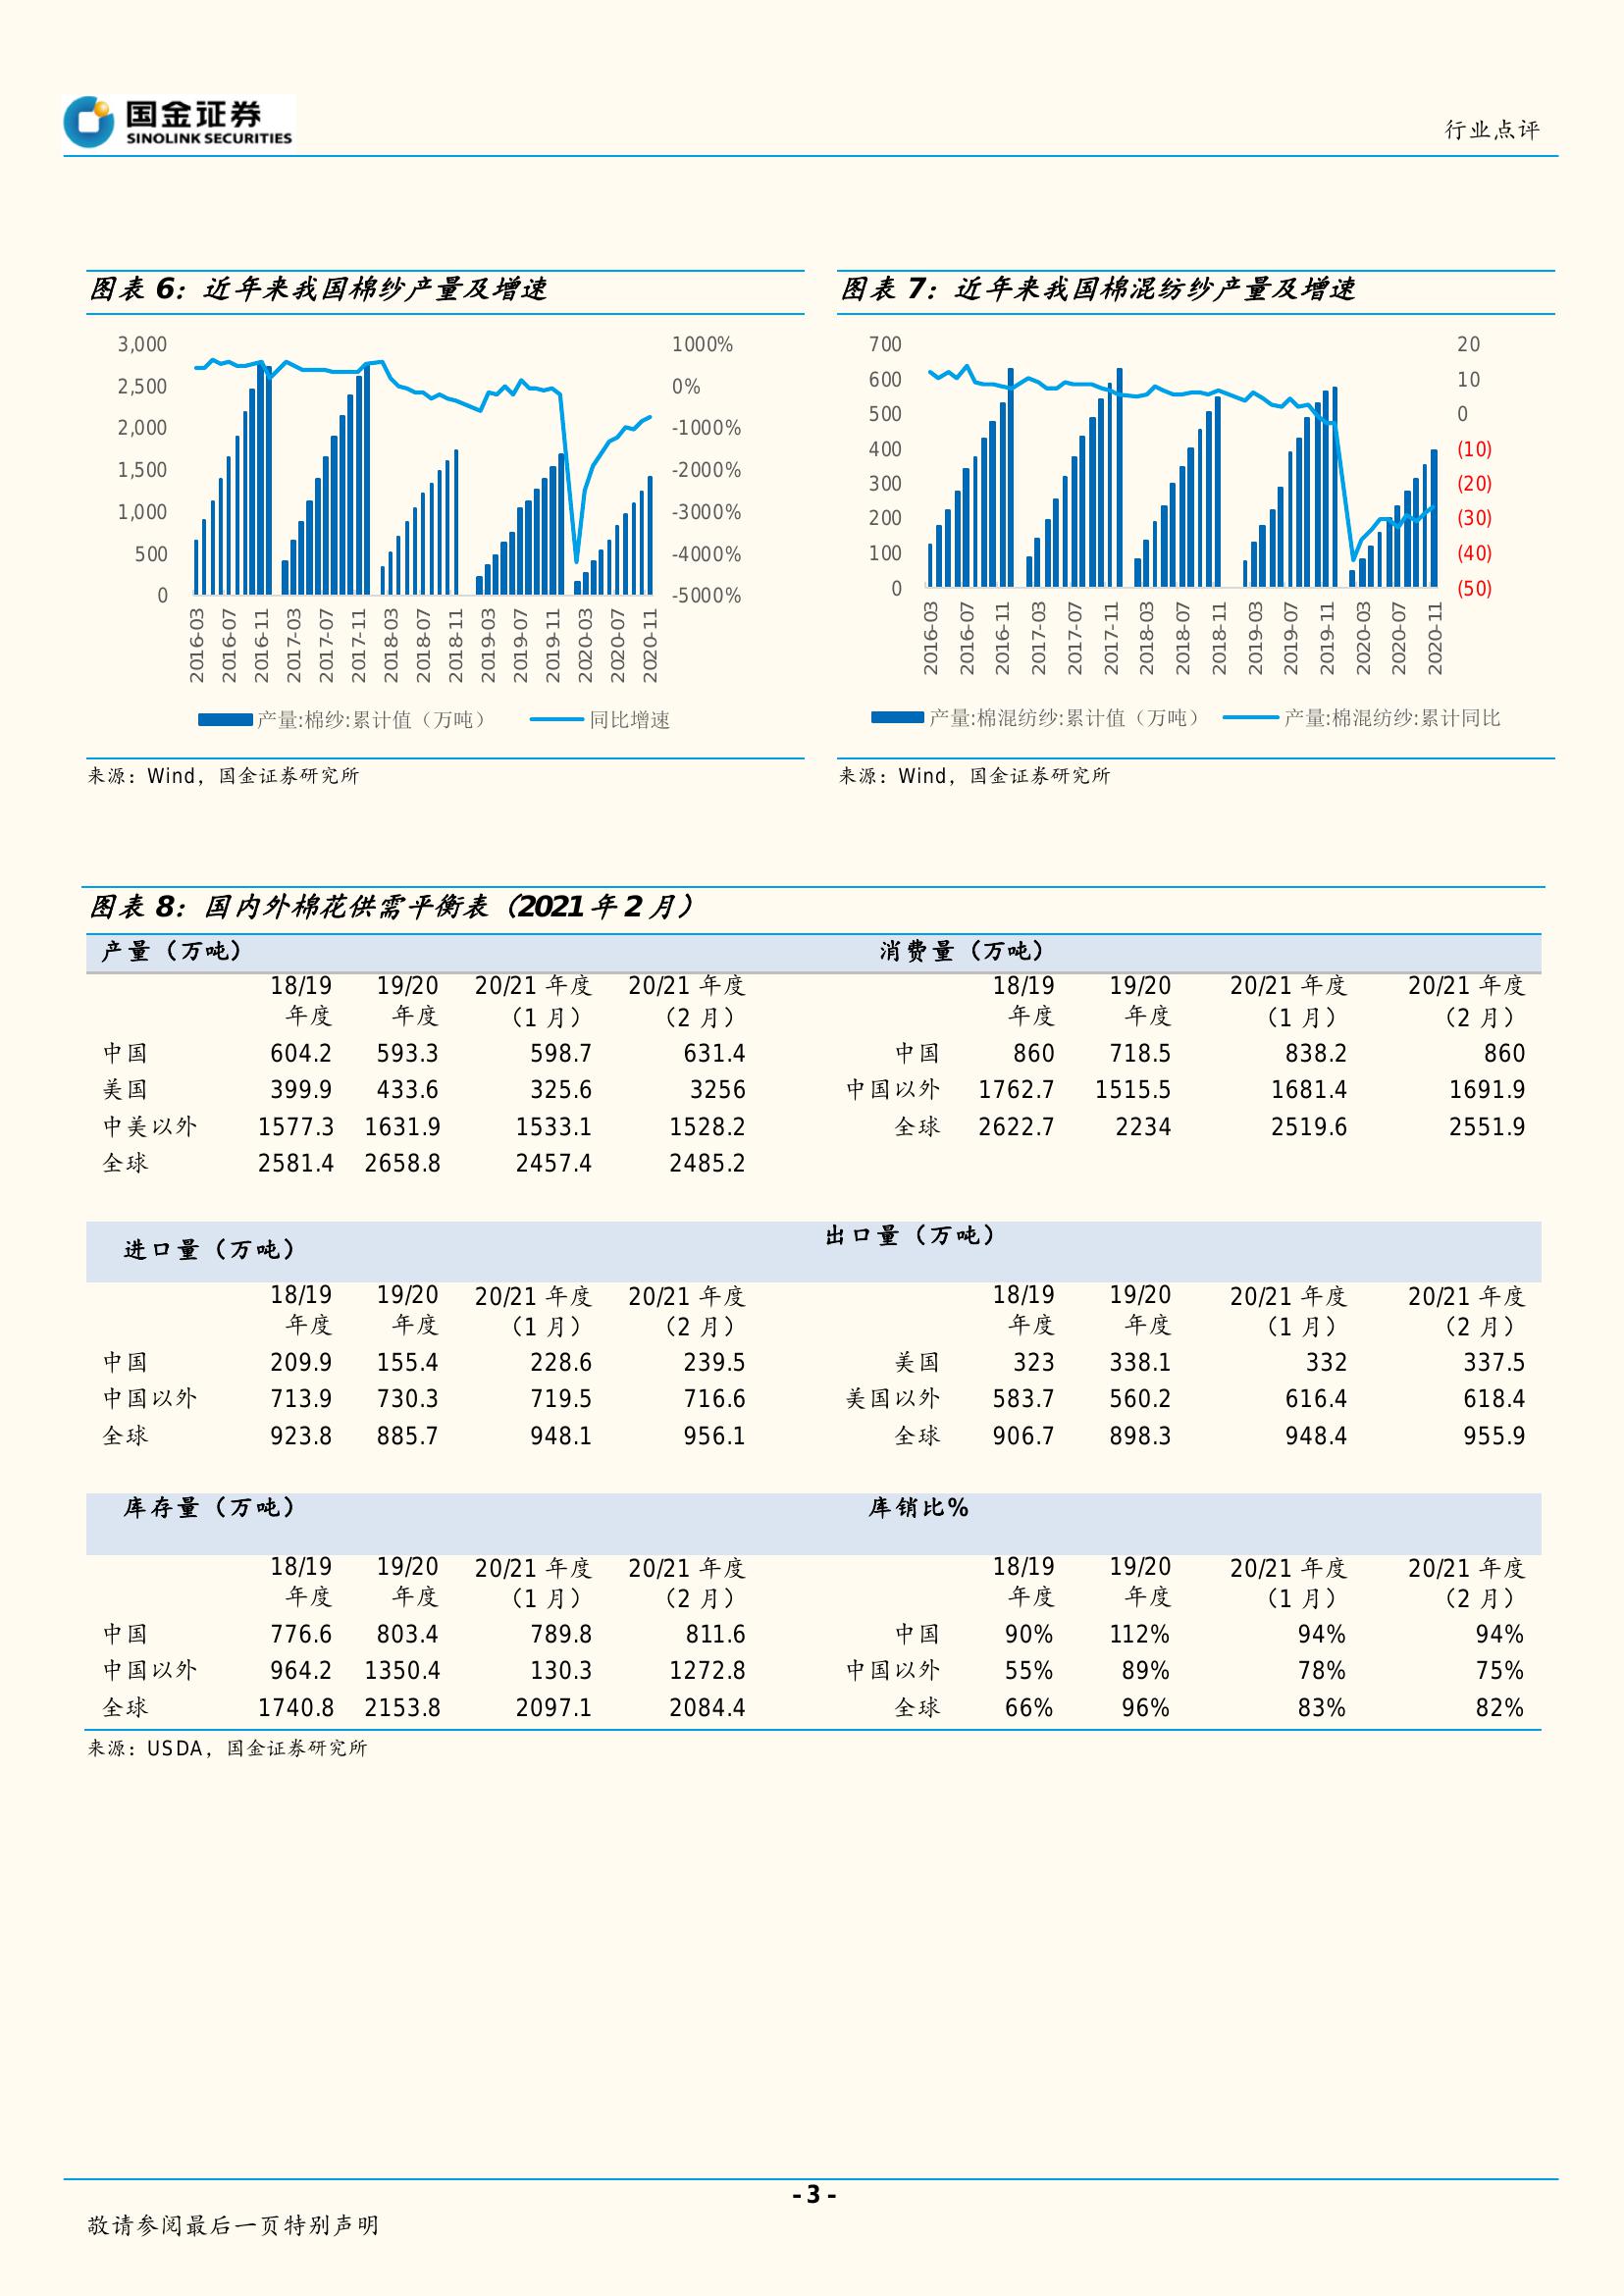 国金证券
SINOLINK SECURITIES
行业点评
图表 6：近年来我国棉纱产量及增速
3,000
2,500
2,000
1,500
1,000
500
0
1000%
0%
-1000%
-2000%
-3000%
-4000%
-5000%
2016-03
2016-07
2016-11
2017-03
2017-07
2017-11
2018-03
2018-07
2018-11
2019-03
2019-07
2019-11
2020-03
2020-07
2020-11
产量:棉纱:累计值（万吨） 同比增速
来源：Wind，国金证券研究所
图表 7：近年来我国棉混纺纱产量及增速
700
600
500
400
300
200
100
0
20
10
0
(10)
(20)
(30)
(40)
(50)
2016-03
2016-07
2016-11
2017-03
2017-07
2017-11
2018-03
2018-07
2018-11
2019-03
2019-07
2019-11
2020-03
2020-07
2020-11
产量:棉混纺纱:累计值（万吨） 产量:棉混纺纱:累计同比
来源：Wind，国金证券研究所
图表 8：国内外棉花供需平衡表（2021 年 2 月）
产量（万吨） 消费量（万吨）
18/19 19/20 20/21 年度 20/21 年度 18/19 19/20 20/21 年度 20/21 年度
年度 年度 （1 月） （2 月） 年度 年度 （1 月） （2 月）
中国 604.2 593.3 598.7 631.4 中国 860 718.5 838.2 860
美国 399.9 433.6 325.6 3256 中国以外 1762.7 1515.5 1681.4 1691.9
中美以外 1577.3 1631.9 1533.1 1528.2 全球 2622.7 2234 2519.6 2551.9
全球 2581.4 2658.8 2457.4 2485.2
进口量（万吨） 出口量（万吨）
18/19 19/20 20/21 年度 20/21 年度 18/19 19/20 20/21 年度 20/21 年度
年度 年度 （1 月） （2 月） 年度 年度 （1 月） （2 月）
中国 209.9 155.4 228.6 239.5 美国 323 338.1 332 337.5
中国以外 713.9 730.3 719.5 716.6 美国以外 583.7 560.2 616.4 618.4
全球 923.8 885.7 948.1 956.1 全球 906.7 898.3 948.4 955.9
库存量（万吨） 库销比%
18/19 19/20 20/21 年度 20/21 年度 18/19 19/20 20/21 年度 20/21 年度
年度 年度 （1 月） （2 月） 年度 年度 （1 月） （2 月）
中国 776.6 803.4 789.8 811.6 中国 90% 112% 94% 94%
中国以外 964.2 1350.4 130.3 1272.8 中国以外 55% 89% 78% 75%
全球 1740.8 2153.8 2097.1 2084.4 全球 66% 96% 83% 82%
来源：USDA，国金证券研究所
- 3 -
敬请参阅最后一页特别声明